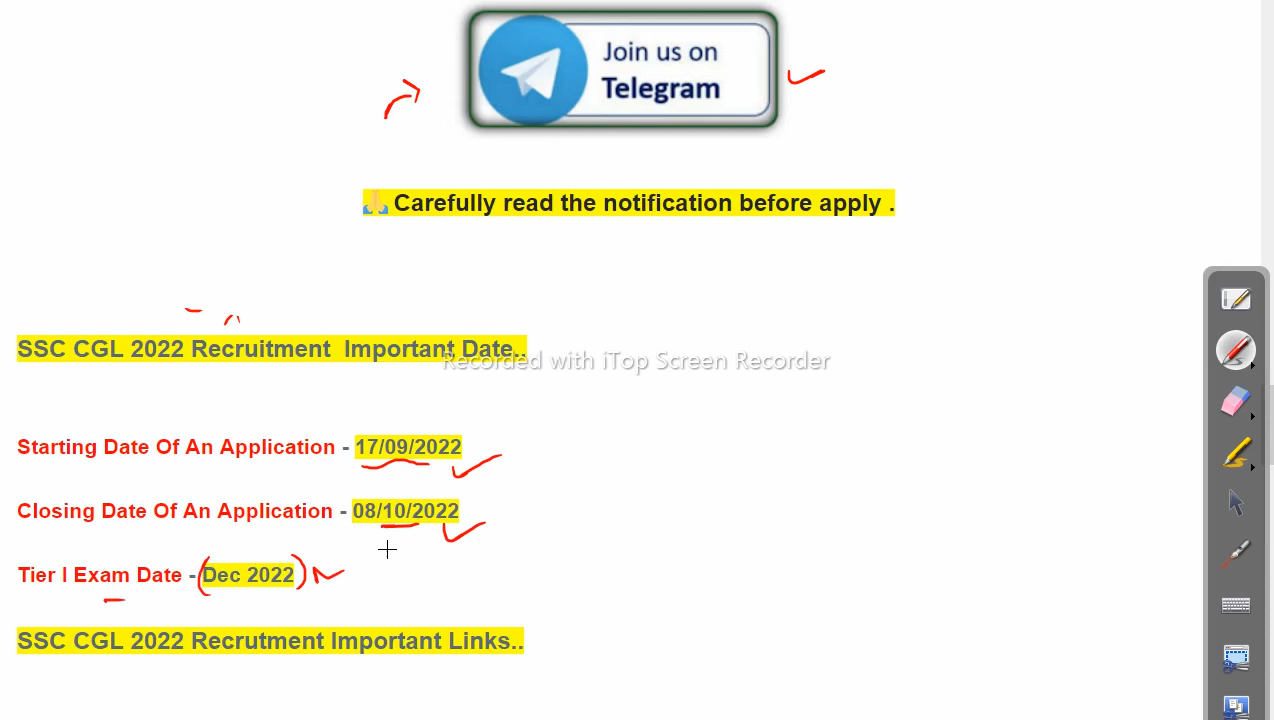 Join us on
Telegram
🙏 Carefully read the notification before apply .
SSC CGL 2022 Recruitment Important Date..
Recorded with iTop Screen Recorder
Starting Date Of An Application - 17/09/2022
Closing Date Of An Application - 08/10/2022
Tier I Exam Date - (Dec 2022)
SSC CGL 2022 Recrutment Important Links..